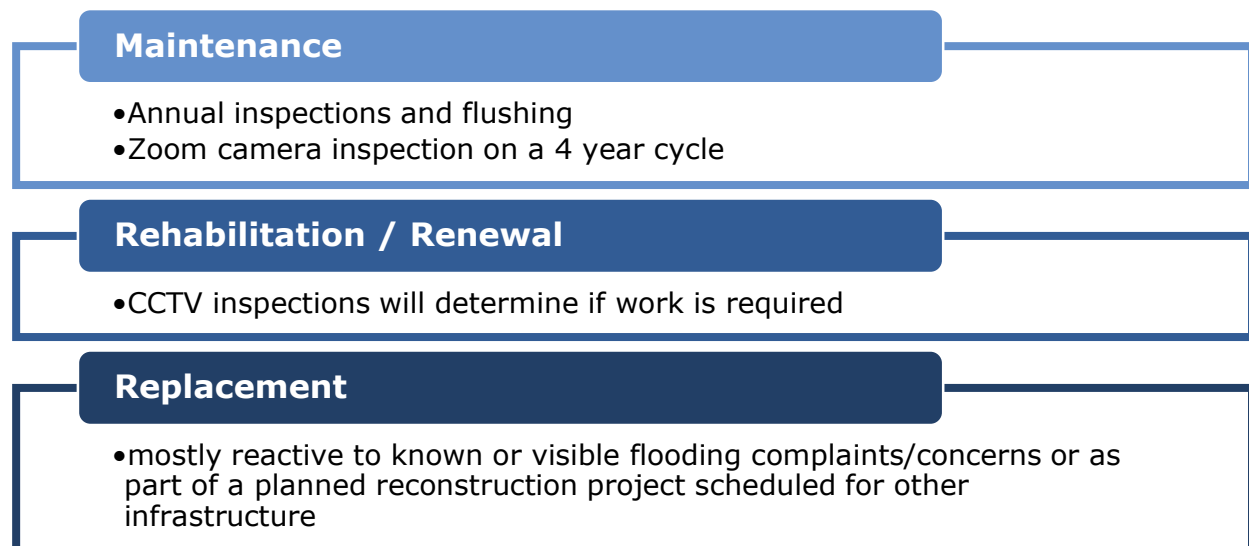 Maintenance
•Annual inspections and flushing
•Zoom camera inspection on a 4 year cycle
Rehabilitation / Renewal
•CCTV inspections will determine if work is required
Replacement
•mostly reactive to known or visible flooding complaints/concerns or as
part of a planned reconstruction project scheduled for other
infrastructure